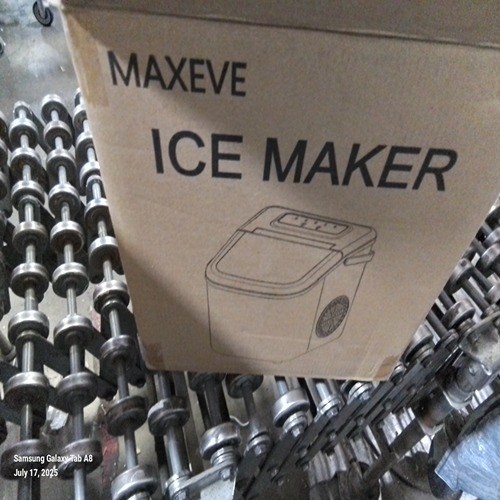 MAXEVE
ICE MAKER
Samsung Galaxy Tab A8
July 17, 2025